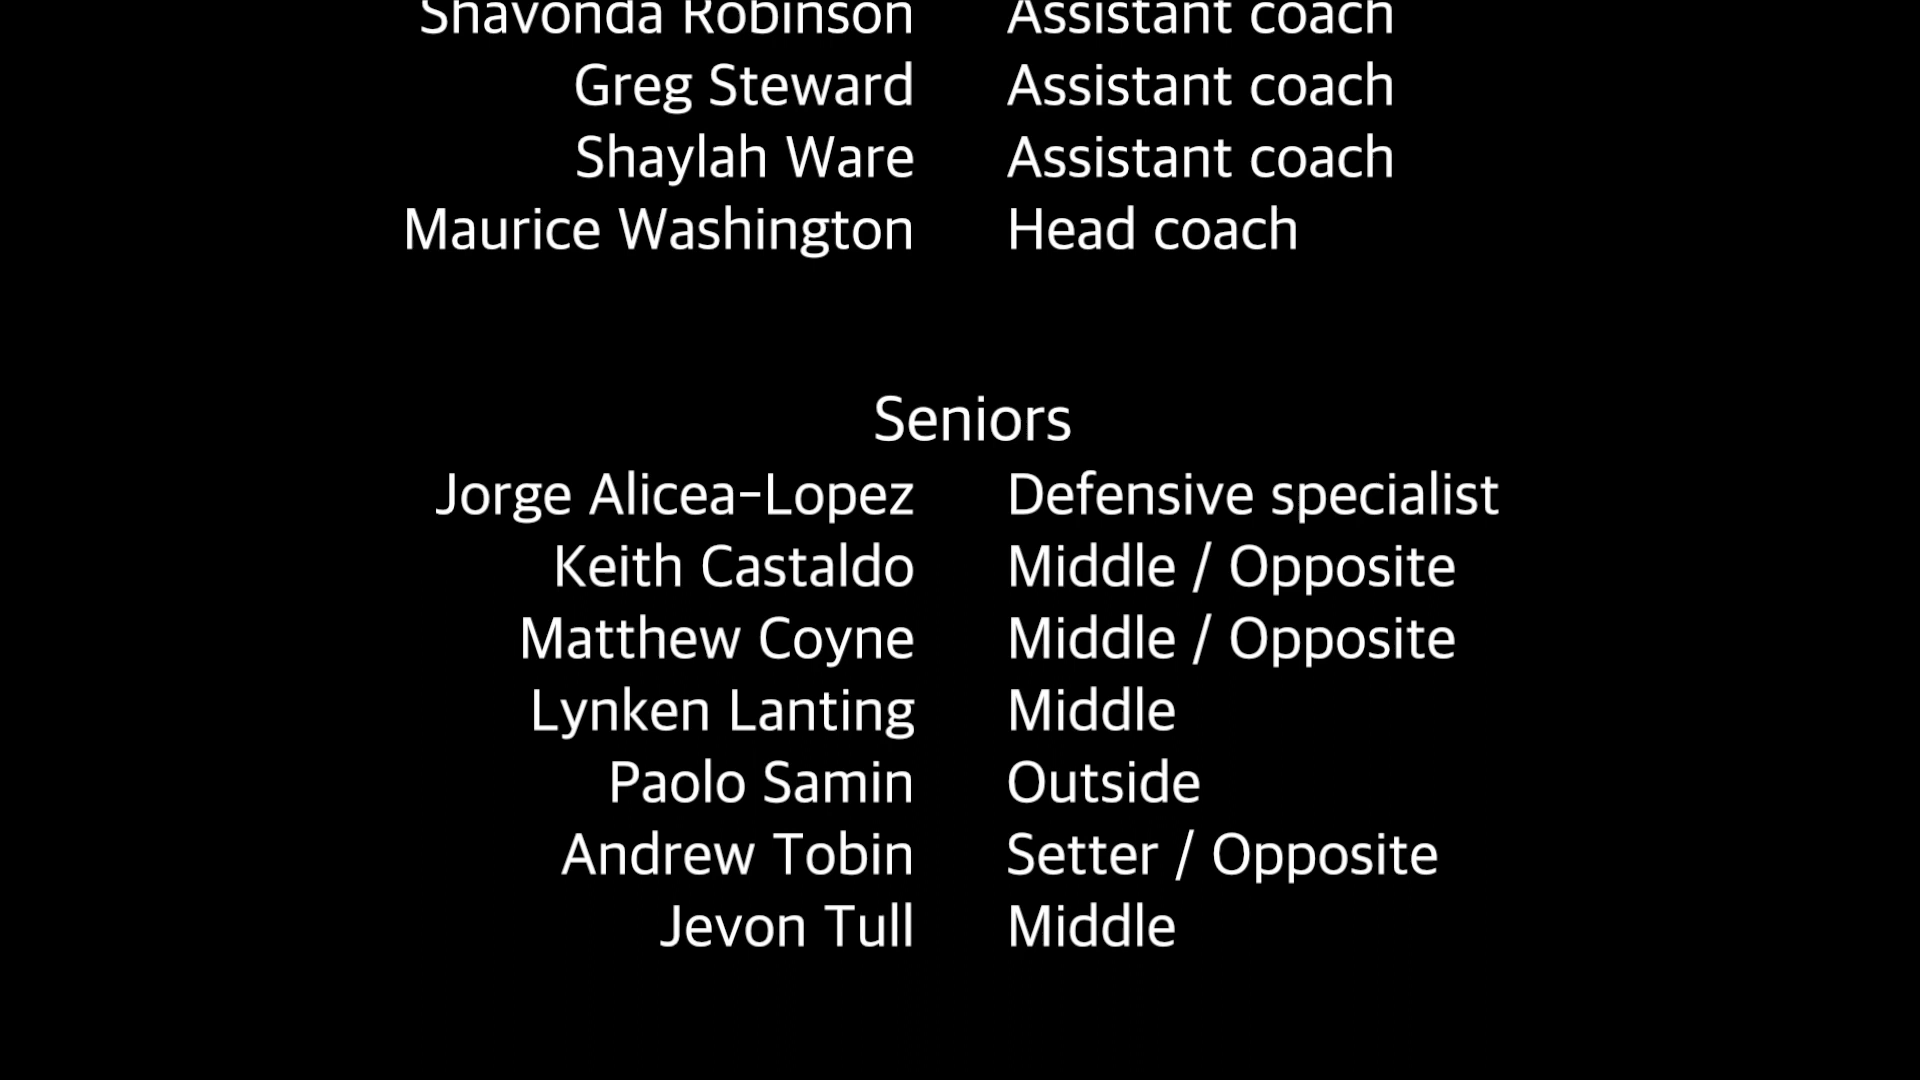 Shavonda Robinson Assistant coach
Greg Steward Assistant coach
Shaylah Ware Assistant coach
Maurice Washington Head coach
Seniors
Jorge Alicea-Lopez Defensive specialist
Keith Castaldo Middle / Opposite
Matthew Coyne Middle / Opposite
Lynken Lanting Middle
Paolo Samin Outside
Andrew Tobin Setter / Opposite
Jevon Tull Middle